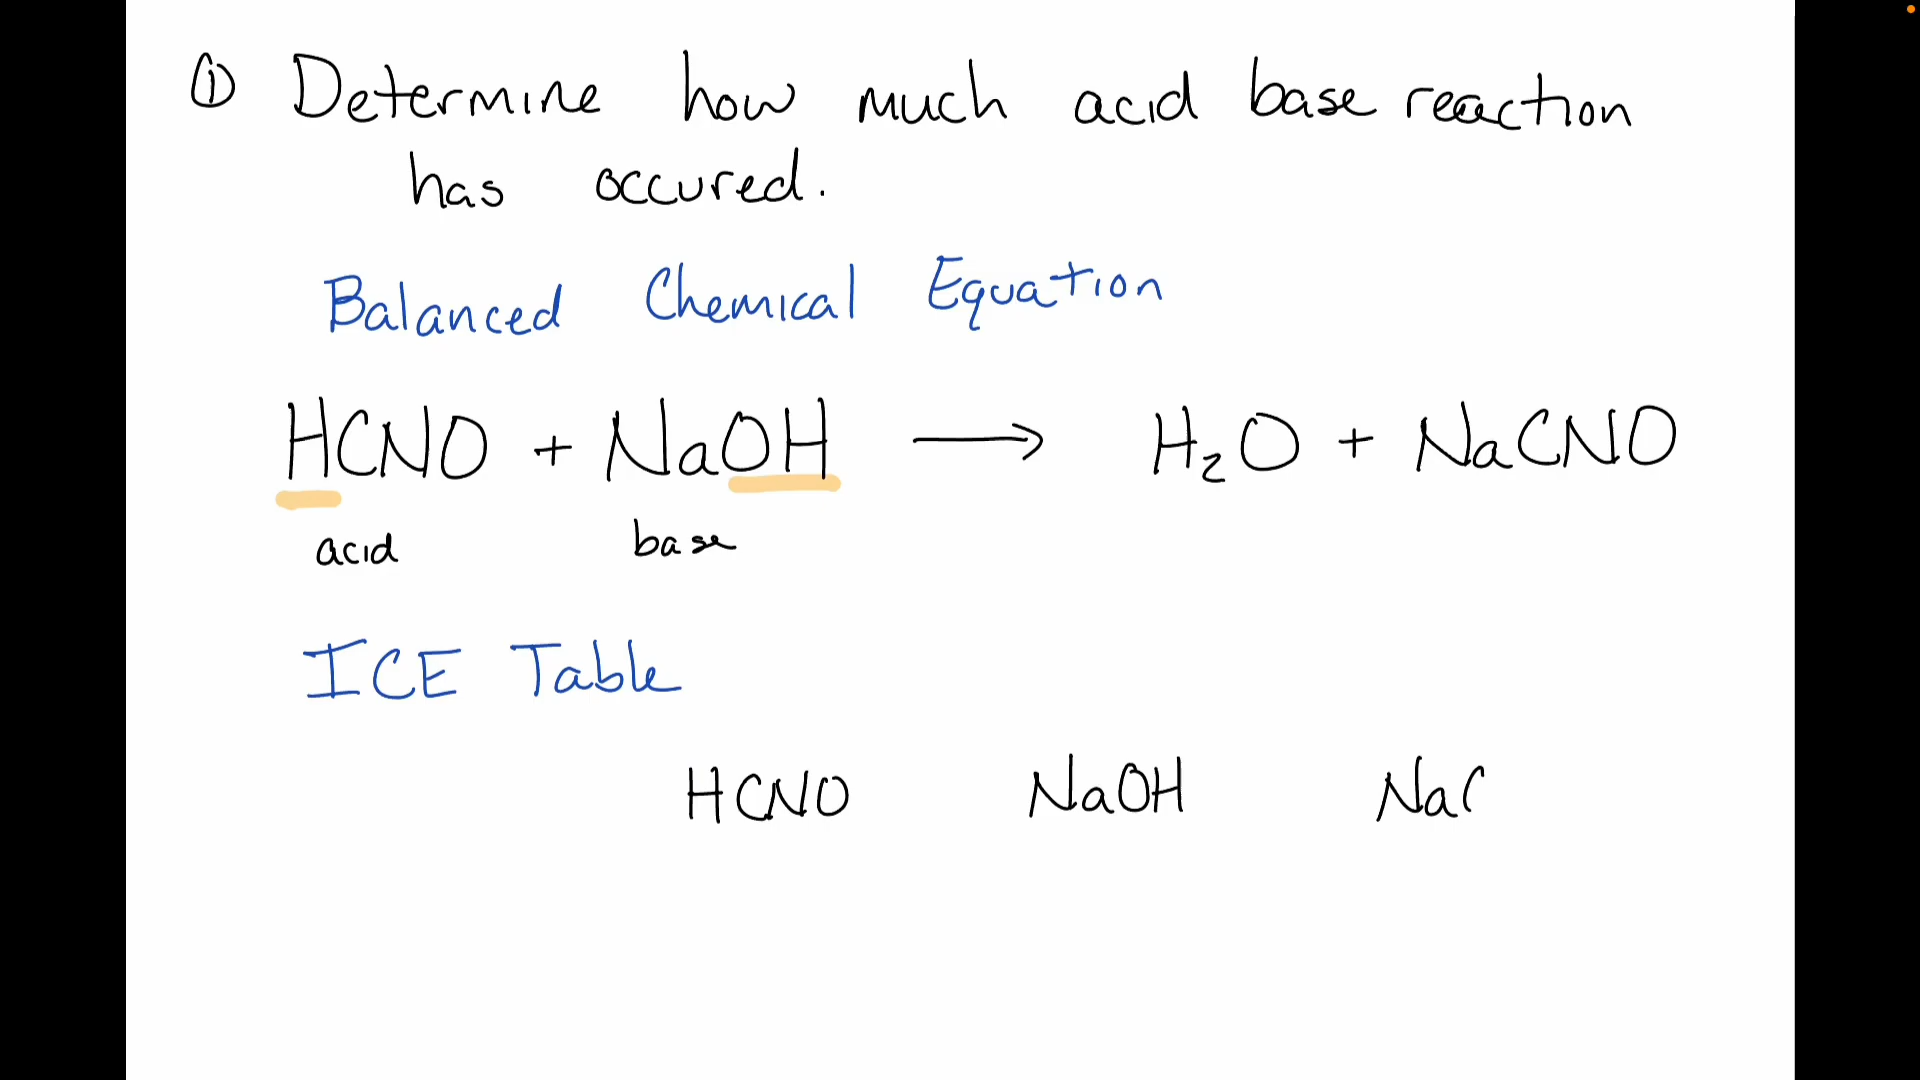 ① Determine how much acid base reaction
has occured.
Balanced Chemical Equation
HCNO + NaOH → H₂O + NaCNO
acid base
ICE Table
HCNO NaOH NaC